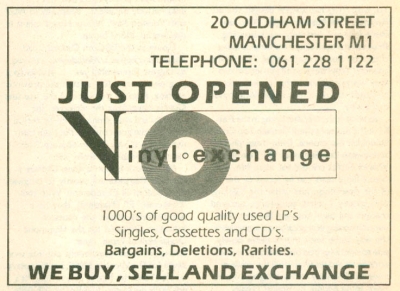 20 OLDHAM STREET
MANCHESTER M1
TELEPHONE: 061 228 1122
JUST OPENED
Vinyl exchange
1000's of good quality used LP's
Singles, Cassettes and CD's.
Bargains, Deletions, Rarities.
WE BUY, SELL AND EXCHANGE